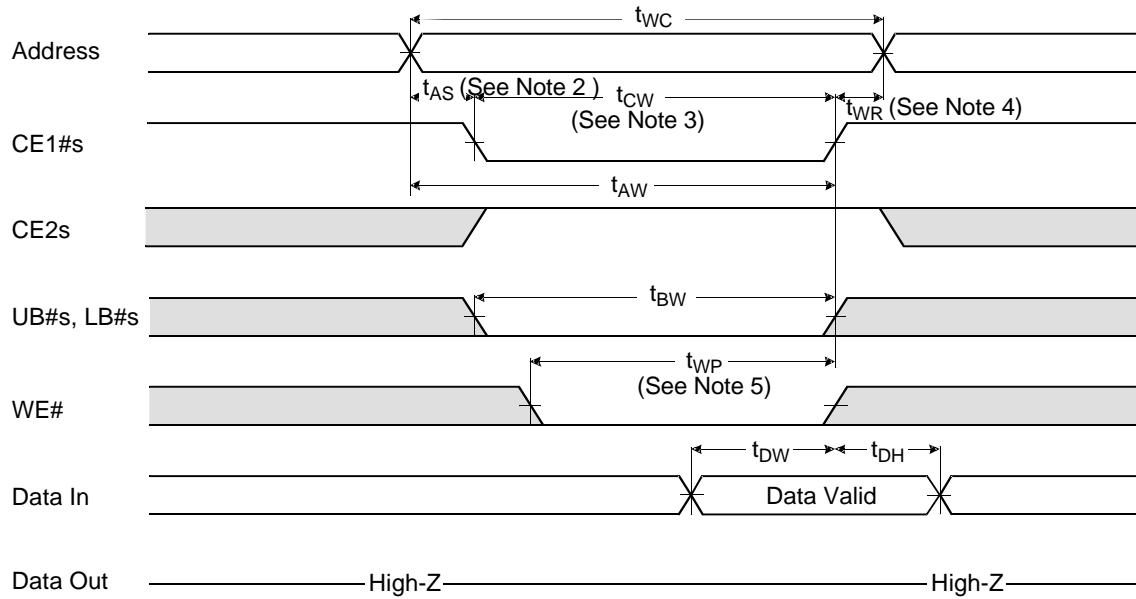 tWC
Address
tAS (See Note 2 )
tCW
(See Note 3)
tWR (See Note 4)
CE1#s
tAW
CE2s
tBW
UB#s, LB#s
tWP
(See Note 5)
WE#
tDW
tDH
Data In
Data Valid
Data Out
High-Z
High-Z